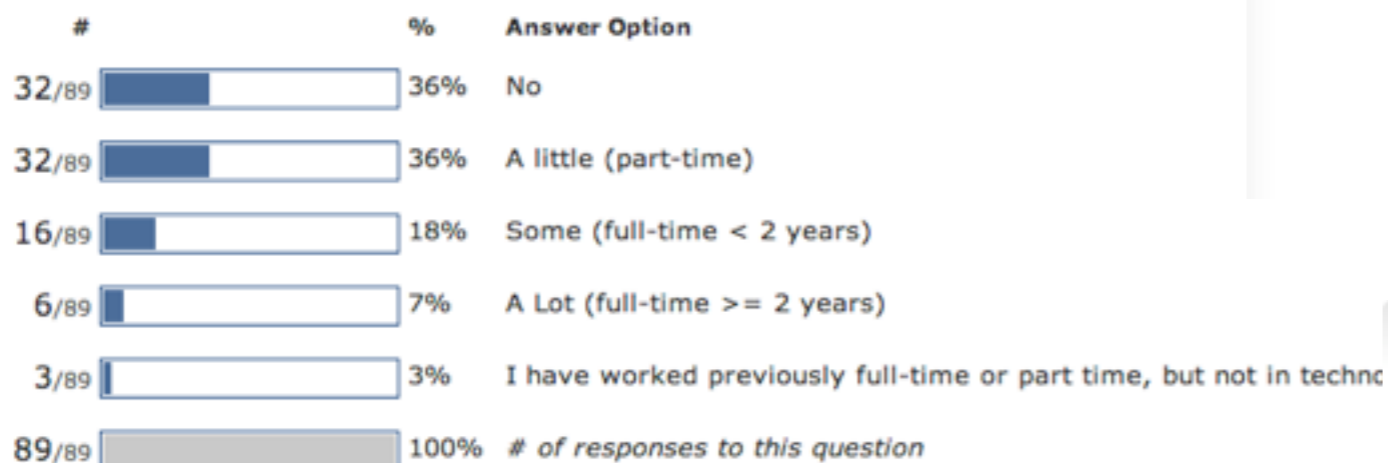 # % Answer Option
32/89 36% No
32/89 36% A little (part-time)
16/89 18% Some (full-time < 2 years)
6/89 7% A Lot (full-time >= 2 years)
3/89 3% I have worked previously full-time or part time, but not in techno
89/89 100% # of responses to this question